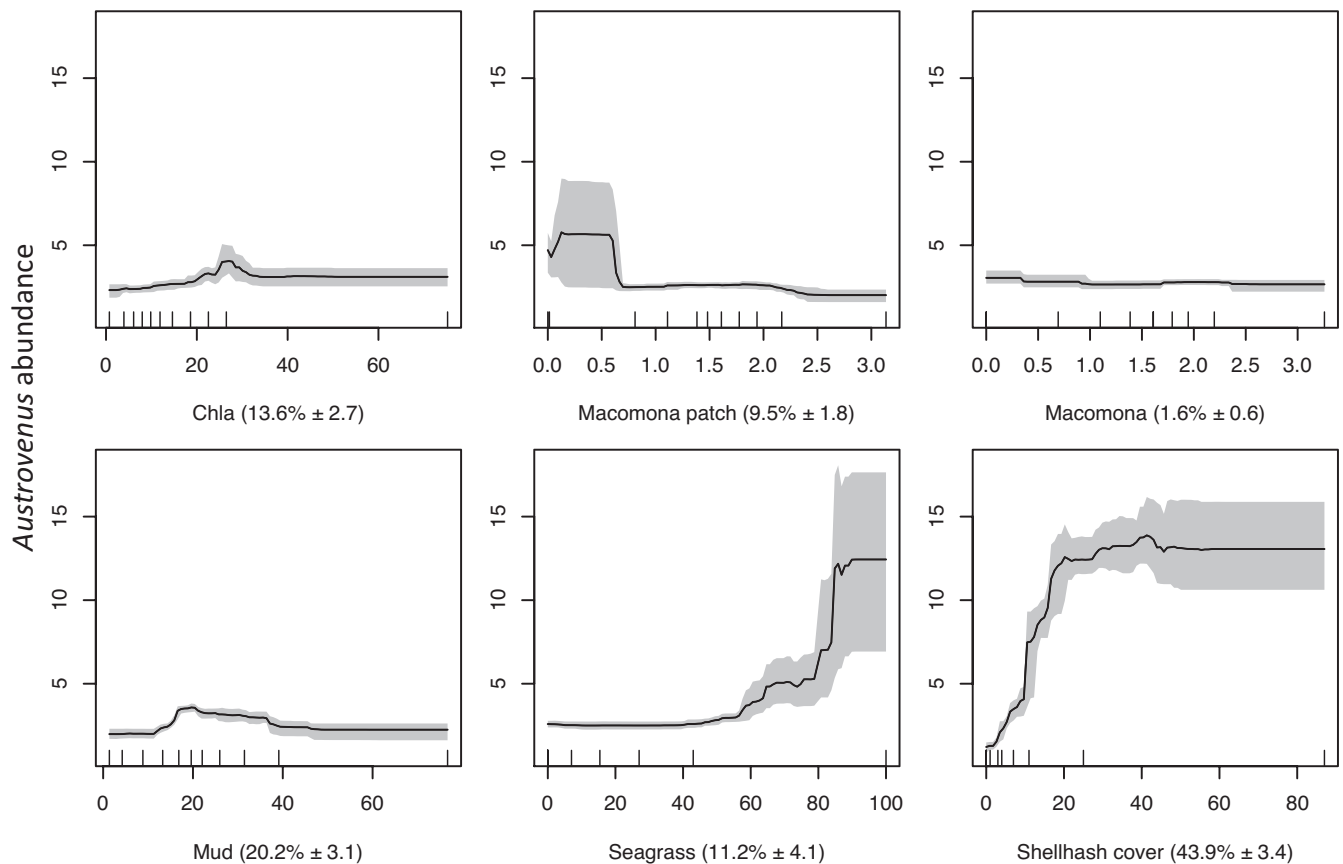 Austrovenus abundance
5 10 15
0 20 40 60
Chla (13.6% ± 2.7)
5 10 15
0.0 0.5 1.0 1.5 2.0 2.5 3.0
Macomona patch (9.5% ± 1.8)
5 10 15
0.0 0.5 1.0 1.5 2.0 2.5 3.0
Macomona (1.6% ± 0.6)
5 10 15
0 20 40 60
Mud (20.2% ± 3.1)
5 10 15
0 20 40 60 80 100
Seagrass (11.2% ± 4.1)
5 10 15
0 20 40 60 80
Shellhash cover (43.9% ± 3.4)